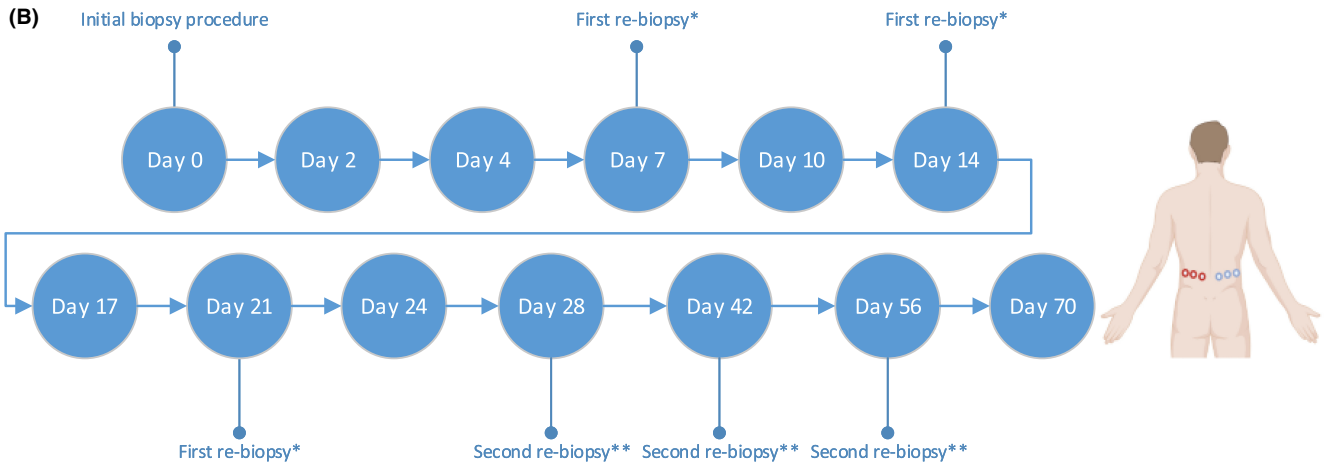 (B)
Initial biopsy procedure
First re-biopsy*
First re-biopsy*
Day 0
Day 2
Day 4
Day 7
Day 10
Day 14
Day 17
Day 21
Day 24
Day 28
Day 42
Day 56
Day 70
First re-biopsy*
Second re-biopsy**
Second re-biopsy**
Second re-biopsy**